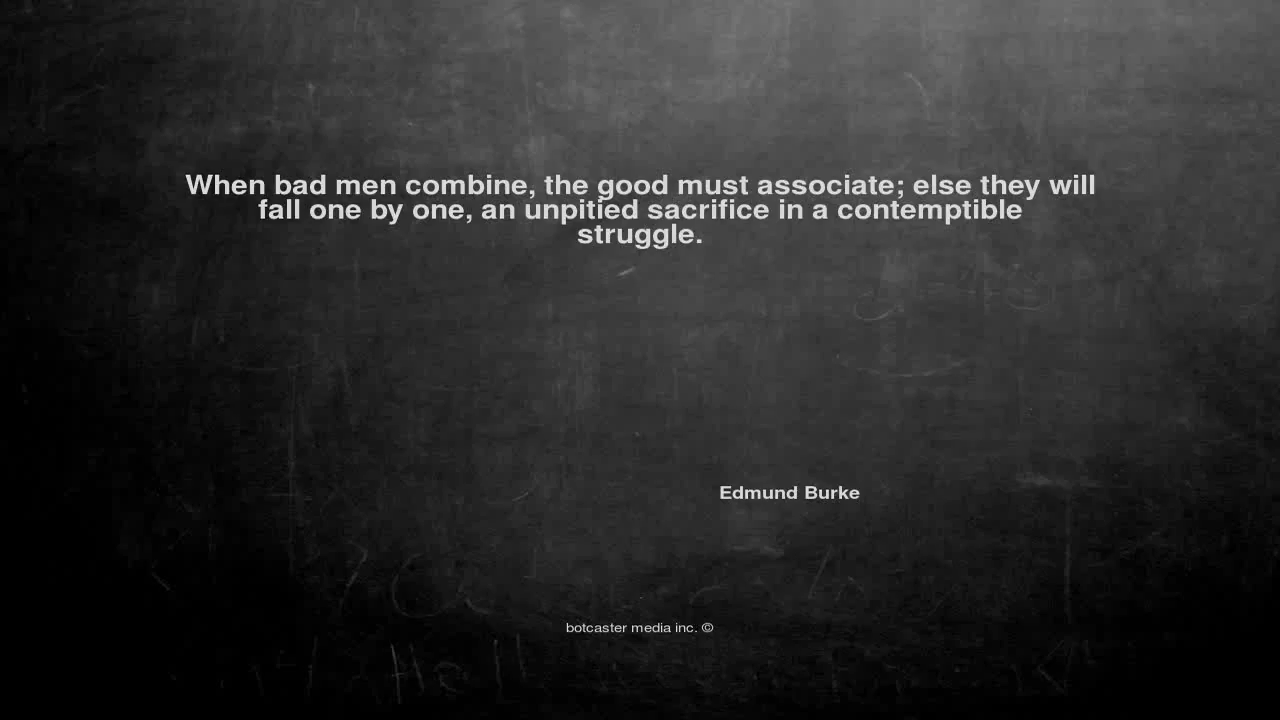 When bad men combine, the good must associate; else they will
fall one by one, an unpitied sacrifice in a contemptible
struggle.
Edmund Burke
botcaster media inc. ©